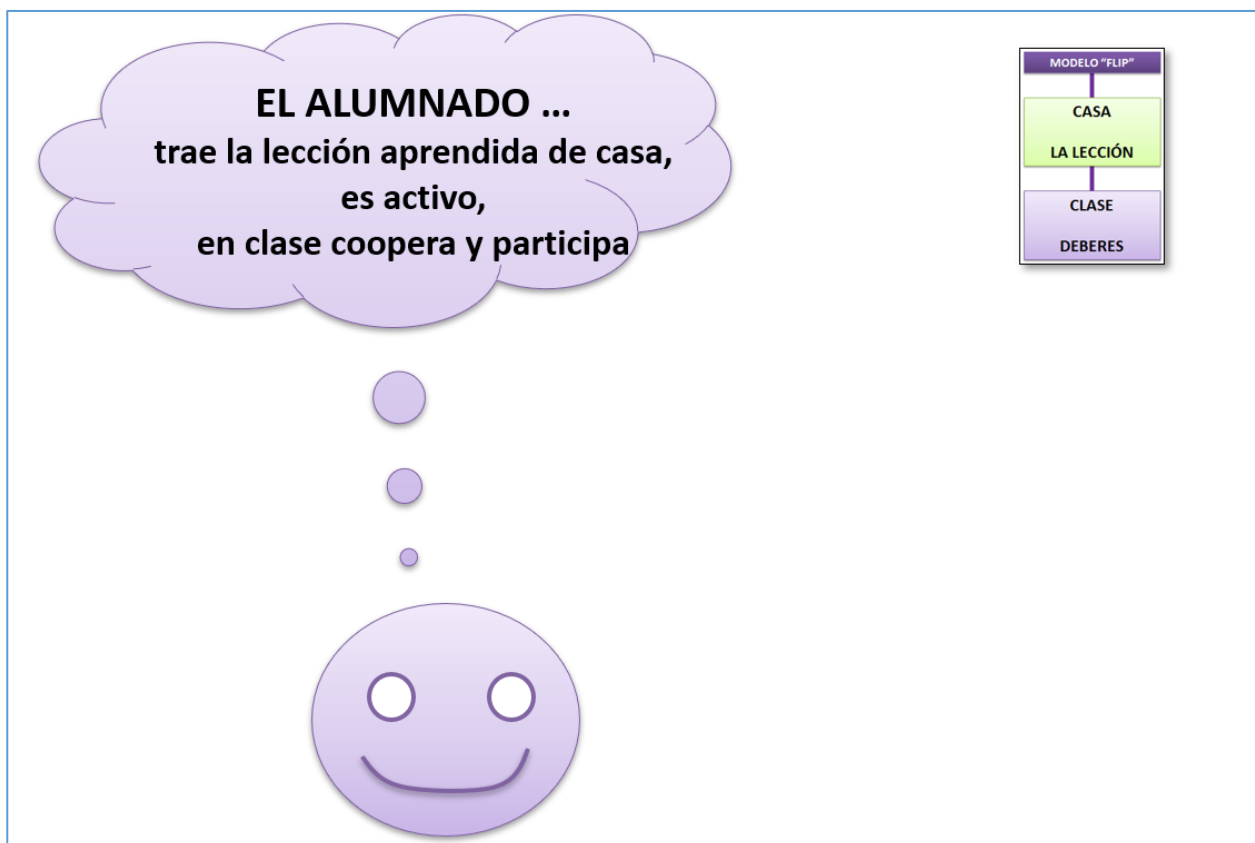 EL ALUMNADO ...
trae la lección aprendida de casa,
es activo,
en clase coopera y participa
MODELO "FLIP"
CASA
LA LECCIÓN
CLASE
DEBERES